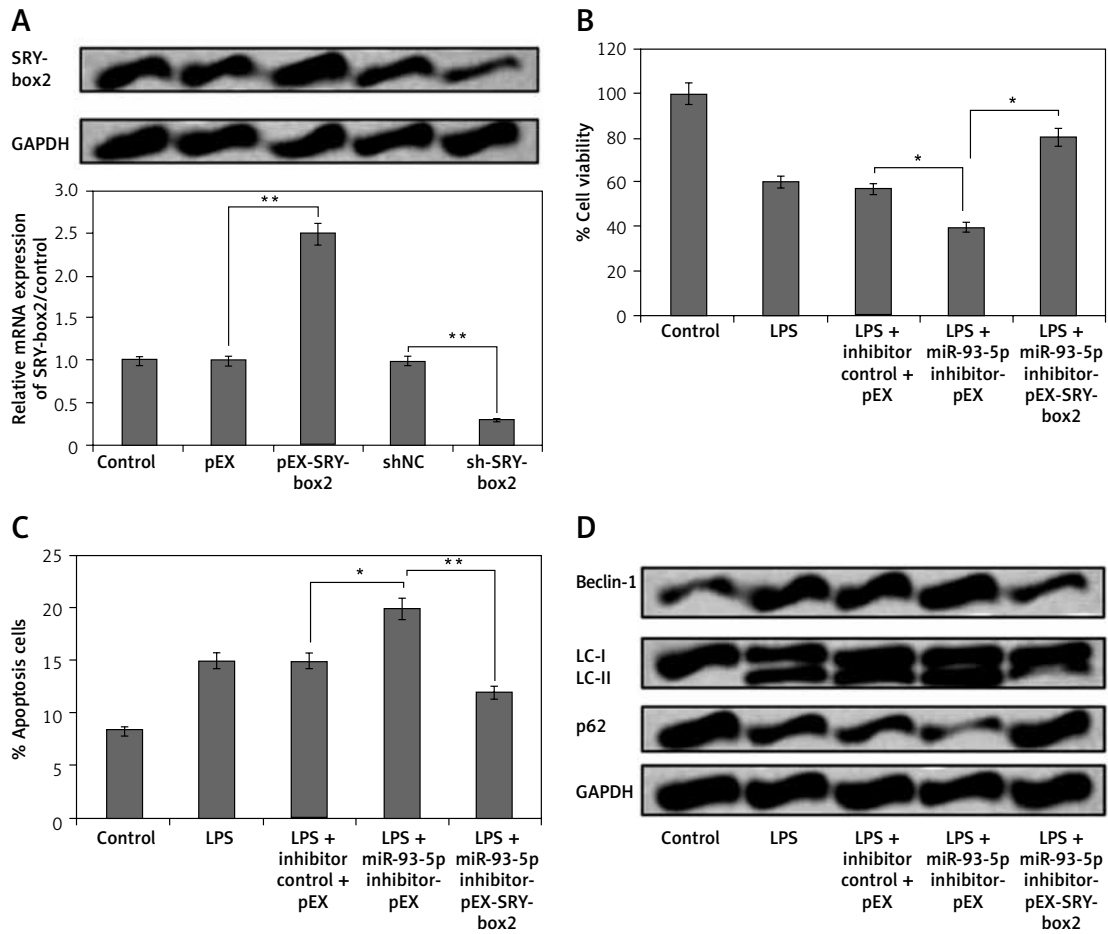 A
SRY-
box2
GAPDH
Relative mRNA expression
of SRY-box2/control
3.0
2.5
2.0
1.5
1.0
0.5
0
**
**
Control
pEX
pEX-SRY-
box2
shNC
sh-SRY-
box2
B
% Cell viability
120
100
80
60
40
20
0
*
*
Control
LPS
LPS +
inhibitor
control +
pEX
LPS +
miR-93-5p
inhibitor-
pEX
LPS +
miR-93-5p
inhibitor-
pEX-SRY-
box2
C
% Apoptosis cells
25
20
15
10
5
0
*
**
Control
LPS
LPS +
inhibitor
control +
pEX
LPS +
miR-93-5p
inhibitor-
pEX
LPS +
miR-93-5p
inhibitor-
pEX-SRY-
box2
D
Beclin-1
LC-I
LC-II
p62
GAPDH
Control
LPS
LPS +
inhibitor
control +
pEX
LPS +
miR-93-5p
inhibitor-
pEX
LPS +
miR-93-5p
inhibitor-
pEX-SRY-
box2